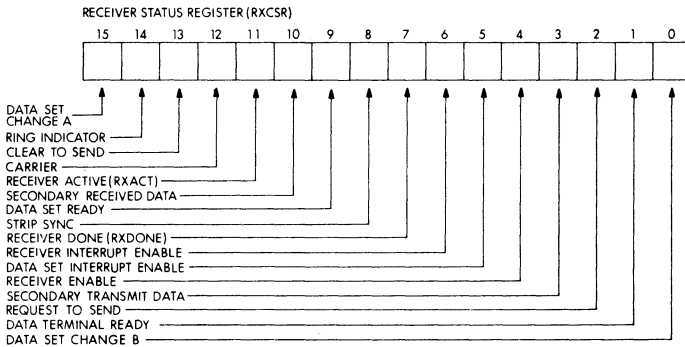 RECEIVER STATUS REGISTER (RXCSR)
15 14 13 12 11 10 9 8 7 6 5 4 3 2 1 0
DATA SET
CHANGE A
RING INDICATOR
CLEAR TO SEND
CARRIER
RECEIVER ACTIVE (RXACT)
SECONDARY RECEIVED DATA
DATA SET READY
STRIP SYNC
RECEIVER DONE (RXDONE)
RECEIVER INTERRUPT ENABLE
DATA SET INTERRUPT ENABLE
RECEIVER ENABLE
SECONDARY TRANSMIT DATA
REQUEST TO SEND
DATA TERMINAL READY
DATA SET CHANGE B